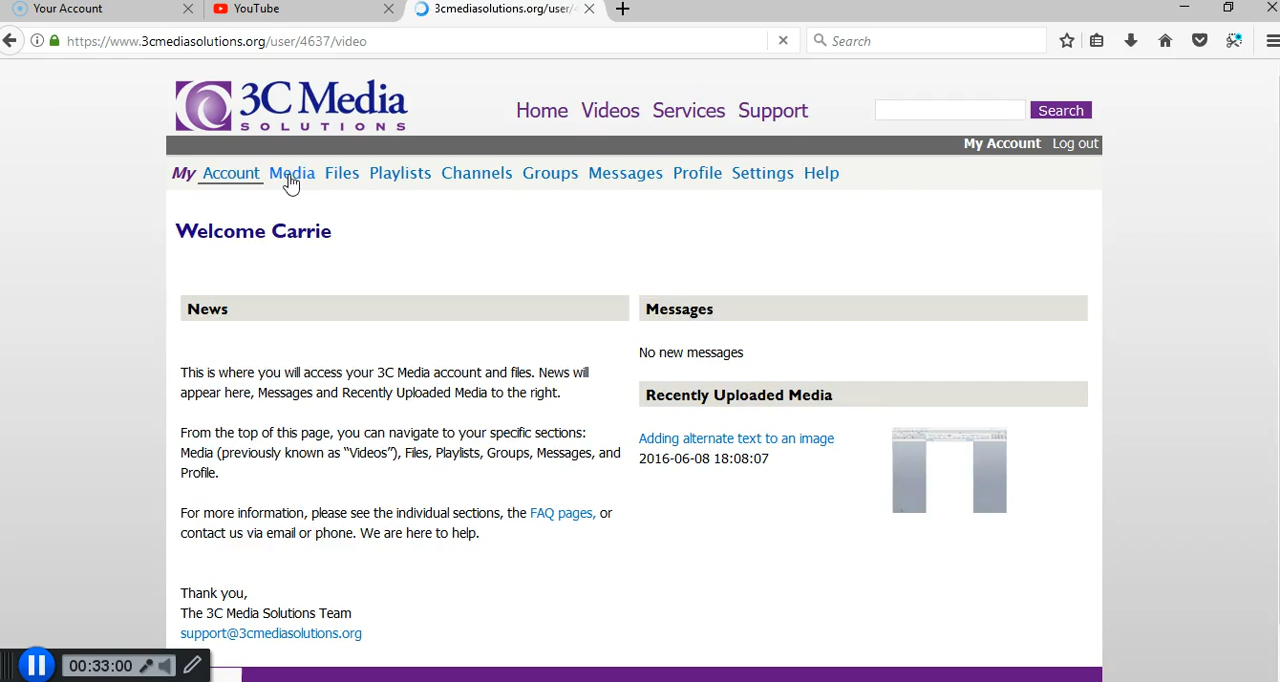 Your Account
YouTube
3cmediasolutions.org/user/
https://www.3cmediasolutions.org/user/4637/video
Search
3C Media
SOLUTIONS
Home Videos Services Support
Search
My Account Log out
My Account Media Files Playlists Channels Groups Messages Profile Settings Help
Welcome Carrie
News
This is where you will access your 3C Media account and files. News will
appear here, Messages and Recently Uploaded Media to the right.
From the top of this page, you can navigate to your specific sections:
Media (previously known as “Videos”), Files, Playlists, Groups, Messages, and
Profile.
For more information, please see the individual sections, the FAQ pages, or
contact us via email or phone. We are here to help.
Thank you,
The 3C Media Solutions Team
support@3cmediasolutions.org
Messages
No new messages
Recently Uploaded Media
Adding alternate text to an image
2016-06-08 18:08:07
00:33:00